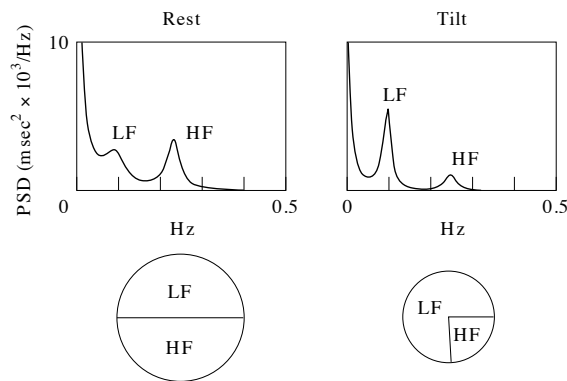 Rest
10
PSD (msec² × 10³/Hz)
LF
HF
0
0.5
Hz
LF
HF
Tilt
LF
HF
0
0.5
Hz
LF
HF